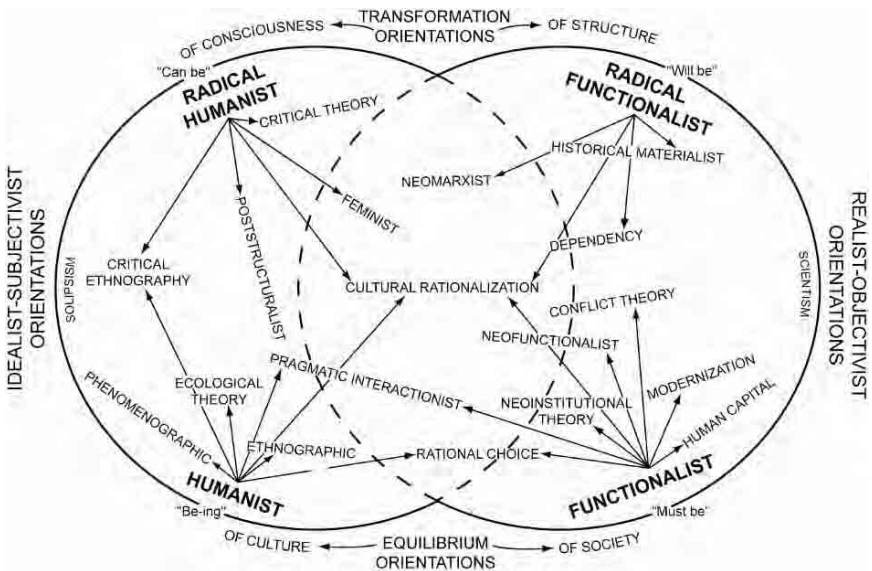 TRANSFORMATION
ORIENTATIONS
OF CONSCIOUSNESS
OF STRUCTURE
"Can be"
"Will be"
RADICAL
HUMANIST
RADICAL
FUNCTIONALIST
CRITICAL THEORY
HISTORICAL MATERIALIST
NEOMARXIST
FEMINIST
POSTSTRUCTURALIST
DEPENDENCY
IDEALIST-SUBJECTIVIST
ORIENTATIONS
SOLIPSISM
CRITICAL
ETHNOGRAPHY
CULTURAL RATIONALIZATION
SCIENTISM
REALIST-OBJECTIVIST
ORIENTATIONS
CONFLICT THEORY
NEOFUNCTIONALIST
PRAGMATIC INTERACTIONIST
ECOLOGICAL
THEORY
MODERNIZATION
NEOINSTITUTIONAL
THEORY
PHENOMENOGRAPHIC
HUMAN CAPITAL
ETHNOGRAPHIC
RATIONAL CHOICE
HUMANIST
FUNCTIONALIST
"Be-ing"
"Must be"
OF CULTURE
EQUILIBRIUM
ORIENTATIONS
OF SOCIETY